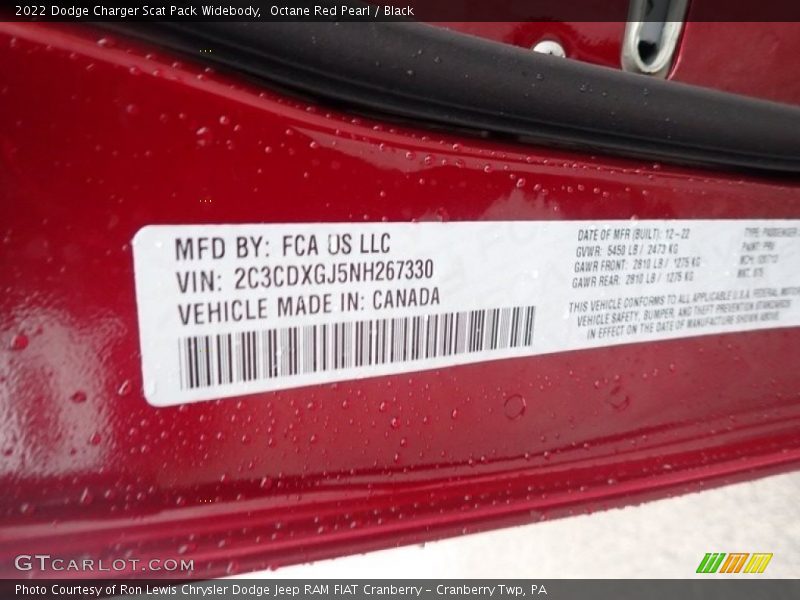 2022 Dodge Charger Scat Pack Widebody,  Octane Red Pearl / Black
MFD BY: FCA US LLC
VIN: 2C3CDXGJ5NH267330
VEHICLE MADE IN: CANADA
DATE OF MFR (BUILT): 12-22
GVWR: 5450 LB / 2473 KG
GAWR FRONT: 2810 LB / 1275 KG
GAWR REAR: 2810 LB / 1275 KG
THIS VEHICLE CONFORMS TO ALL APPLICABLE U.S.A. FEDERAL MOTOR
VEHICLE SAFETY, BUMPER, AND THEFT PREVENTION STANDARDS
IN EFFECT ON THE DATE OF MANUFACTURE SHOWN ABOVE.
TYPE: PASSENGER
PAINT: PRV
GTCARLOT.COM
Photo Courtesy of Ron Lewis Chrysler Dodge Jeep RAM FIAT Cranberry – Cranberry Twp, PA